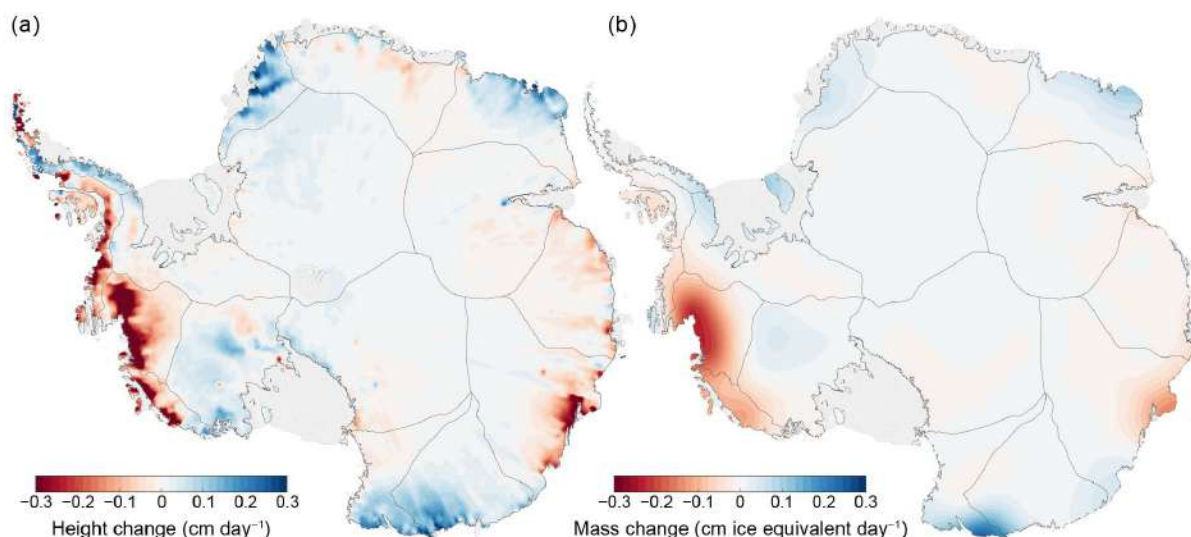 (a)
(b)
−0.3 −0.2 −0.1 0 0.1 0.2 0.3
Height change (cm day⁻¹)
−0.3 −0.2 −0.1 0 0.1 0.2 0.3
Mass change (cm ice equivalent day⁻¹)